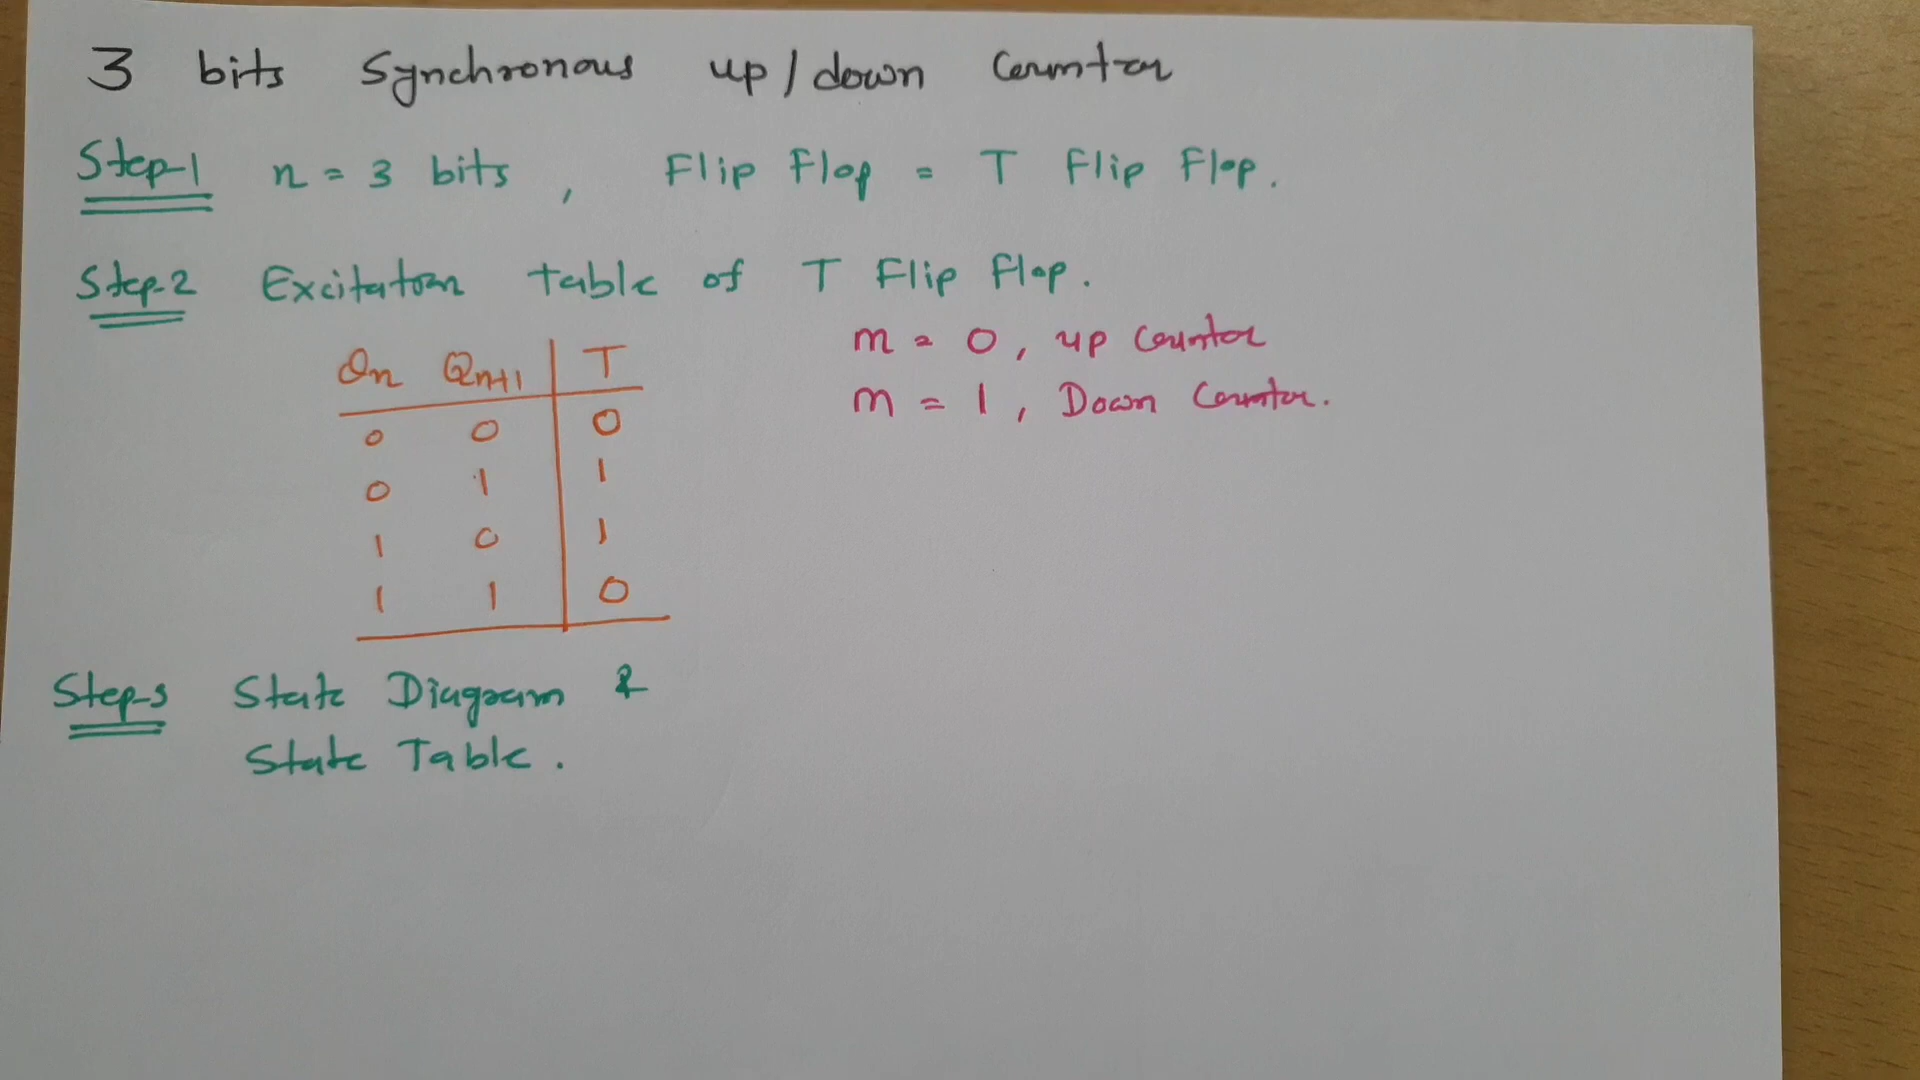 3 bits Synchronous up/down Counter
Step-1 n = 3 bits , Flip Flop = T Flip Flop.
Step-2 Excitation table of T Flip Flop.
m = 0, up Counter
m = 1, Down Counter.
Qn Qn+1 T
0 0 0
0 1 1
1 0 1
1 1 0
Step-3 State Diagram &
State Table.